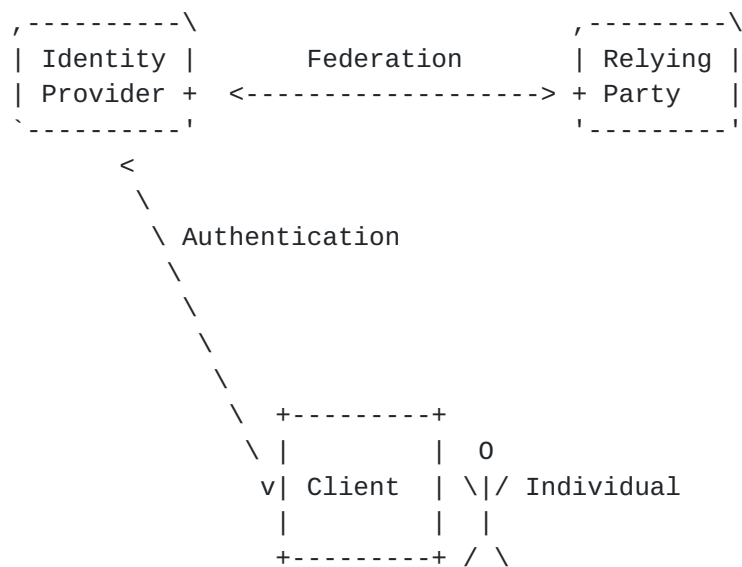 ,----------\                         ,---------\
| Identity |       Federation        | Relying |
| Provider +  <--------------------> + Party   |
`----------'                         '---------'
       <
        \
         \ Authentication
          \
           \
            \
             \
              \  +---------+
               \ |         |  O
                v| Client  | \|/ Individual
                 |         |  |
                 +---------+ / \